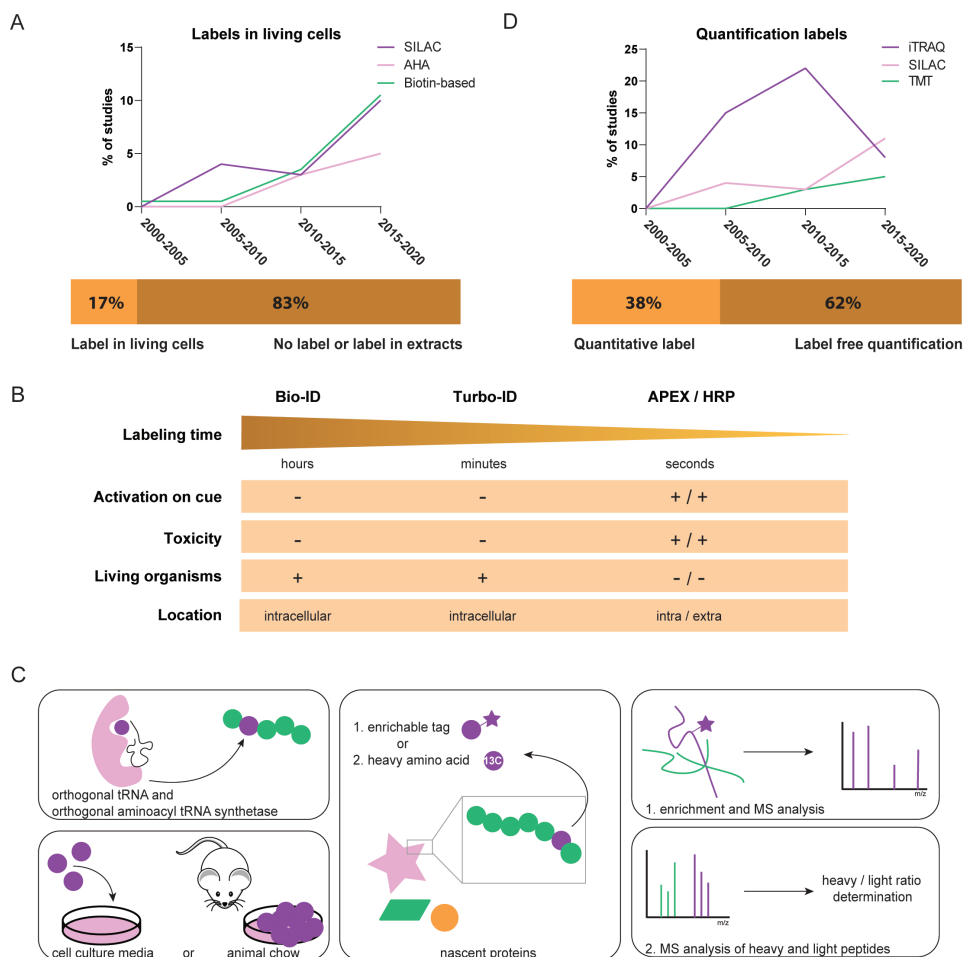 A
Labels in living cells
SILAC
AHA
Biotin-based
% of studies
15
10
5
0
2000-2005
2005-2010
2010-2015
2015-2020
17%
83%
Label in living cells
No label or label in extracts
D
Quantification labels
iTRAQ
SILAC
TMT
% of studies
25
20
15
10
5
0
2000-2005
2005-2010
2010-2015
2015-2020
38%
62%
Quantitative label
Label free quantification
B
Bio-ID Turbo-ID APEX / HRP
Labeling time
hours minutes seconds
Activation on cue - - + / +
Toxicity - - + / +
Living organisms + + - / -
Location intracellular intracellular intra / extra
C
orthogonal tRNA and
orthogonal aminoacyl tRNA synthetase
cell culture media or animal chow
1. enrichable tag
or
2. heavy amino acid 13C
nascent proteins
m/z
1. enrichment and MS analysis
m/z
heavy / light ratio
determination
2. MS analysis of heavy and light peptides